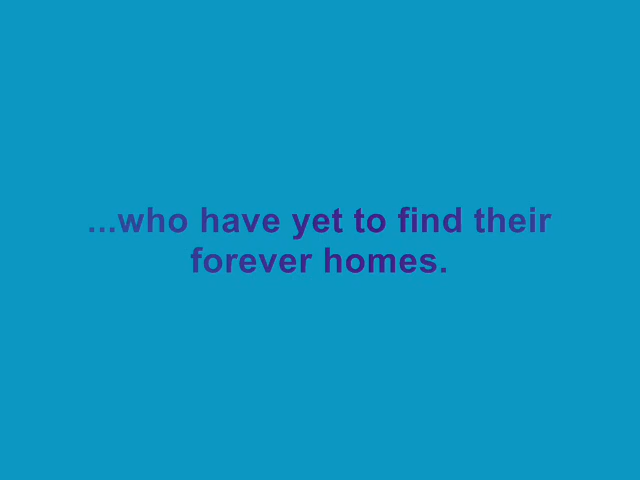 ...who have yet to find their
forever homes.